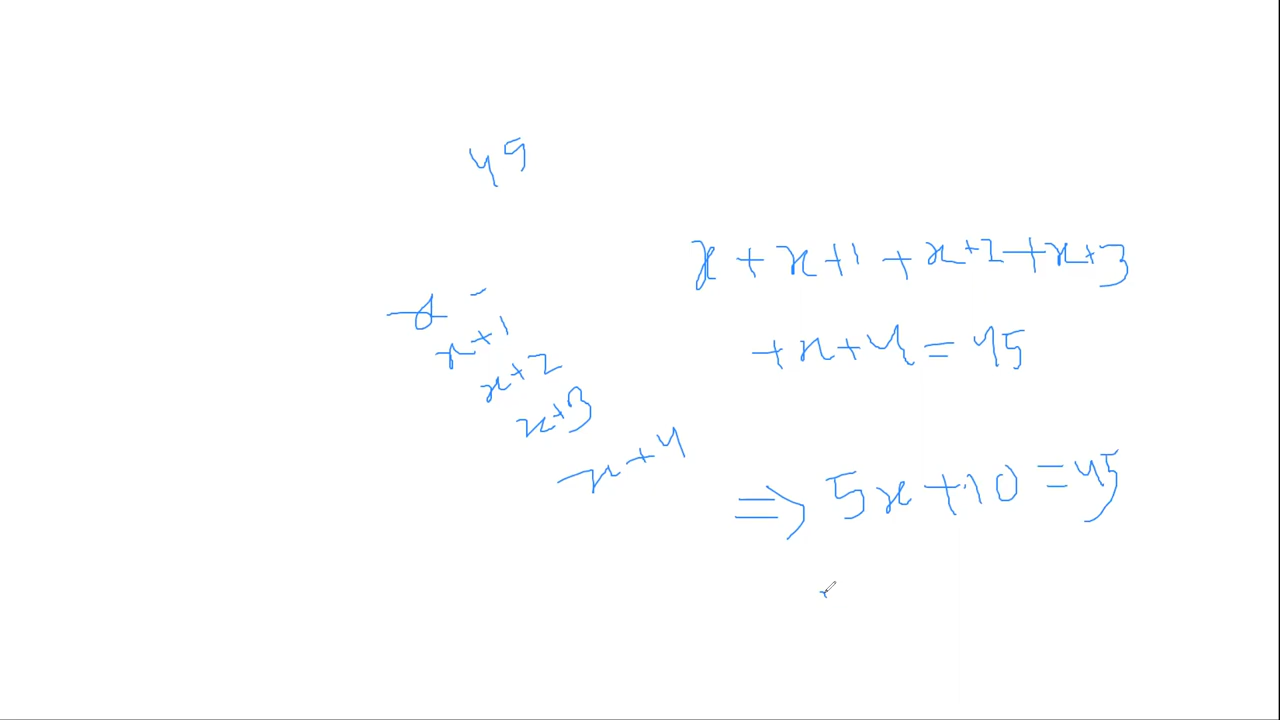 45
x + x+1 + x+2 + x+3
x
x+1
+ x+4 = 45
x+2
x+3
x+4
⇒ 5x + 10 = 45